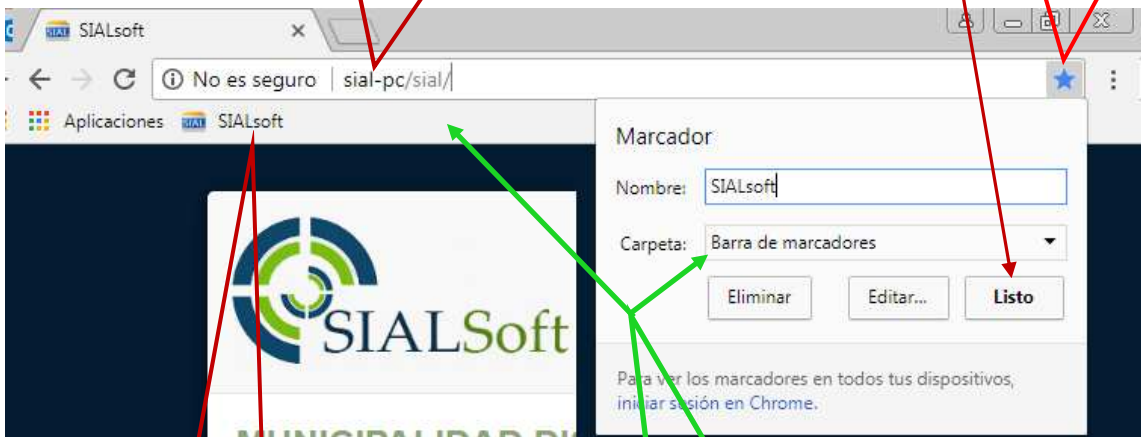 SIALsoft
No es seguro | sial-pc/sial/
Aplicaciones SIAL SIALsoft
Marcador
Nombre: SIALsoft
Carpeta: Barra de marcadores
Eliminar Editar... Listo
SIALSoft
Para ver los marcadores en todos tus dispositivos,
iniciar sesión en Chrome.
MUNICIPALIDAD